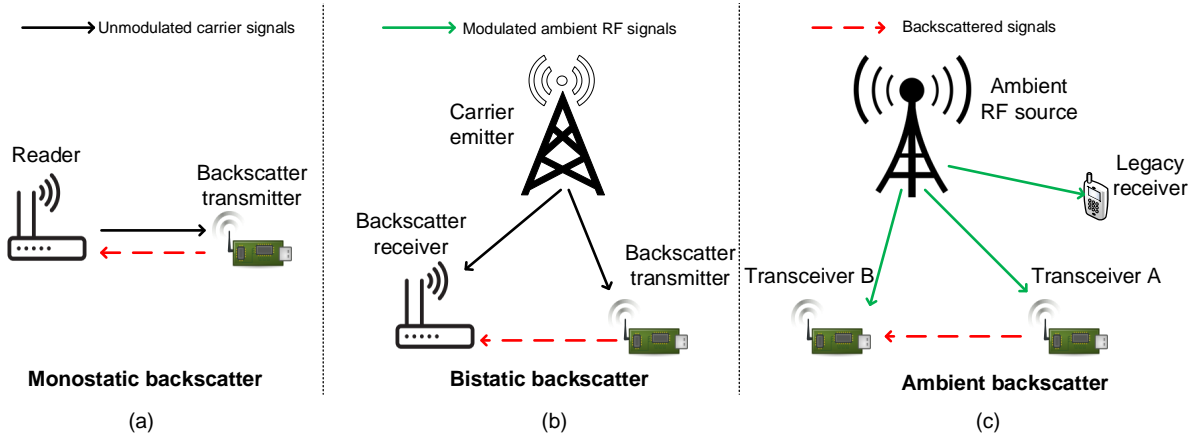 Unmodulated carrier signals
Modulated ambient RF signals
Backscattered signals
Reader
Backscatter
transmitter
Monostatic backscatter
(a)
Carrier
emitter
Backscatter
receiver
Backscatter
transmitter
Bistatic backscatter
(b)
Ambient
RF source
Legacy
receiver
Transceiver B
Transceiver A
Ambient backscatter
(c)